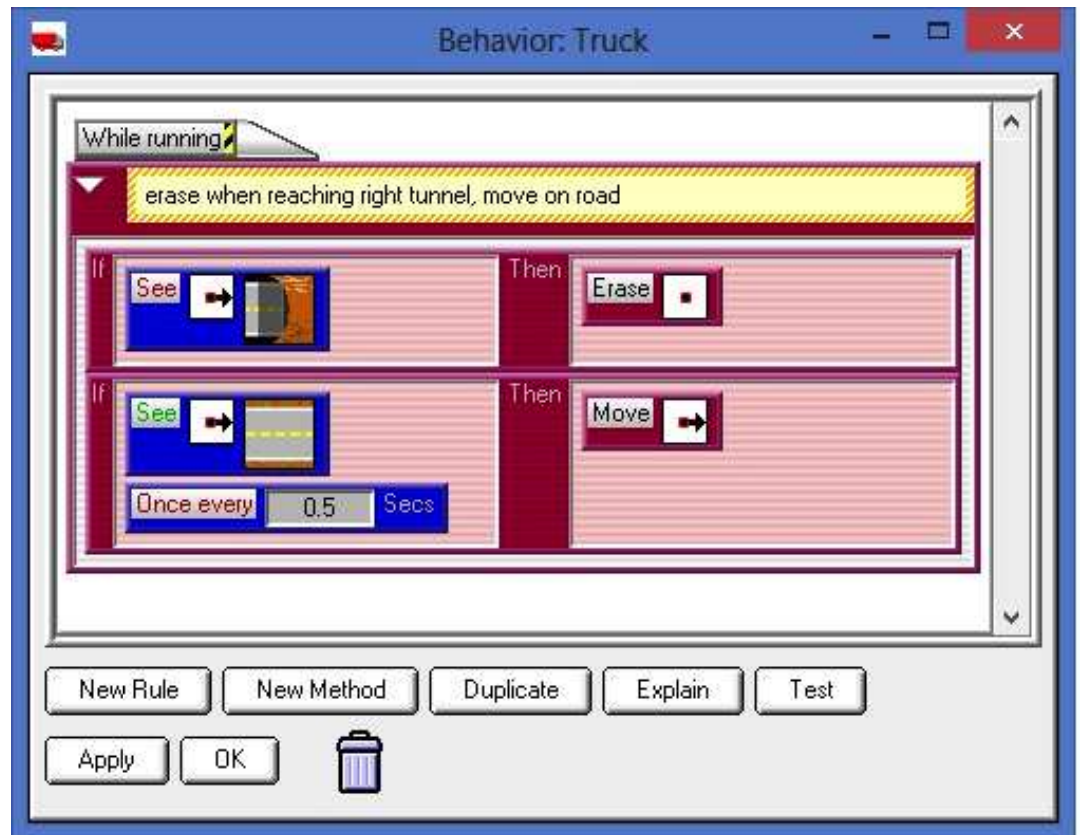 Behavior: Truck
While running
erase when reaching right tunnel, move on road
If See Then Erase
If See Then Move
Once every 0.5 Secs
New Rule New Method Duplicate Explain Test
Apply OK